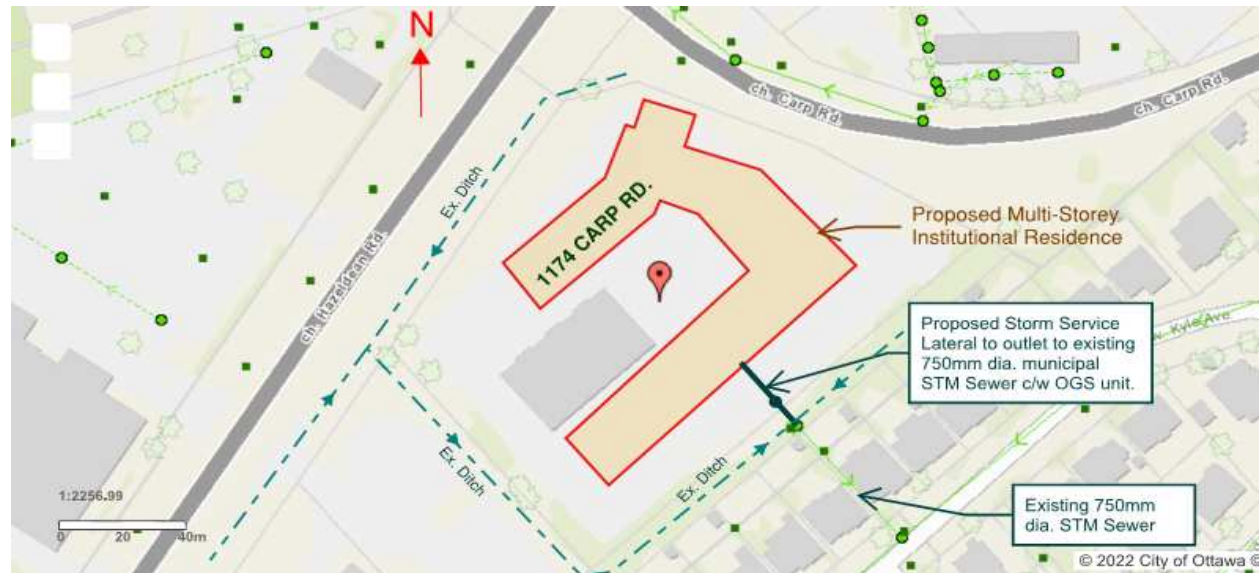 N
ch. Carp Rd.
ch. Carp Rd.
Ex. Ditch
1174 CARP RD.
Proposed Multi-Storey
Institutional Residence
ch. Hazeldean Rd.
Proposed Storm Service
Lateral to outlet to existing
750mm dia. municipal
STM Sewer c/w OGS unit.
Kyle Ave
Ex. Ditch
Ex. Ditch
1:2256.99
0 20 40m
Existing 750mm
dia. STM Sewer
© 2022 City of Ottawa ©